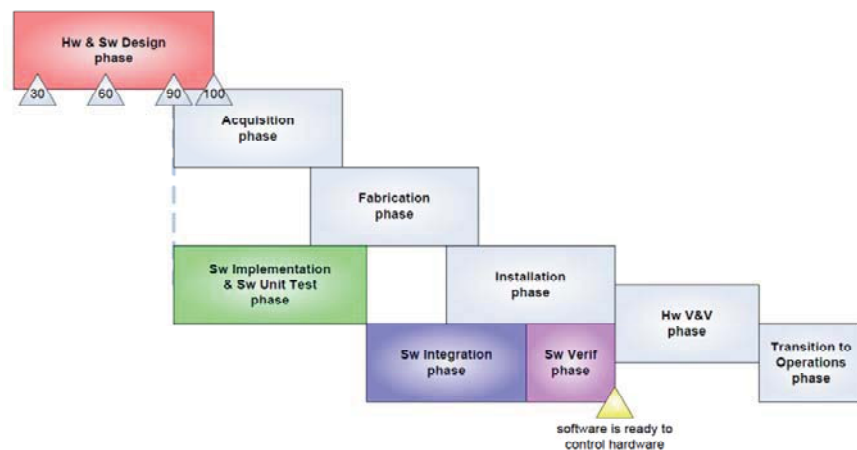 Hw & Sw Design
phase
30
60
90
100
Acquisition
phase
Fabrication
phase
Sw Implementation
& Sw Unit Test
phase
Installation
phase
Hw V&V
phase
Sw Integration
phase
Sw Verif
phase
Transition to
Operations
phase
software is ready to
control hardware